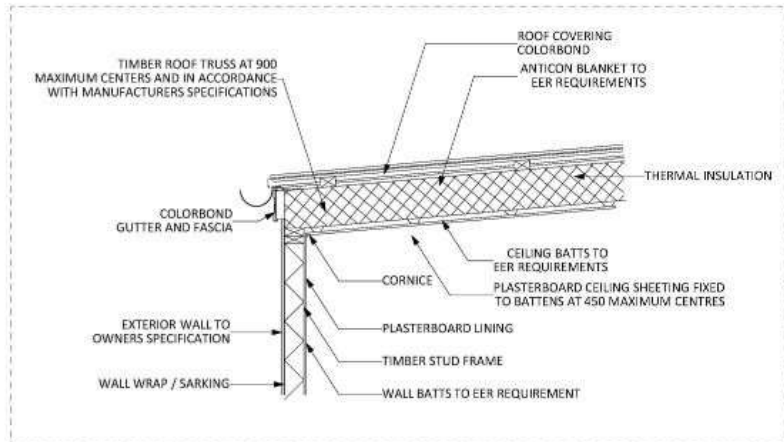 ROOF COVERING
COLORBOND
TIMBER ROOF TRUSS AT 900
MAXIMUM CENTERS AND IN ACCORDANCE
WITH MANUFACTURERS SPECIFICATIONS
ANTICON BLANKET TO
EER REQUIREMENTS
THERMAL INSULATION
COLORBOND
GUTTER AND FASCIA
CEILING BATTS TO
EER REQUIREMENTS
CORNICE
PLASTERBOARD CEILING SHEETING FIXED
TO BATTENS AT 450 MAXIMUM CENTRES
EXTERIOR WALL TO
OWNERS SPECIFICATION
PLASTERBOARD LINING
TIMBER STUD FRAME
WALL WRAP / SARKING
WALL BATTS TO EER REQUIREMENT